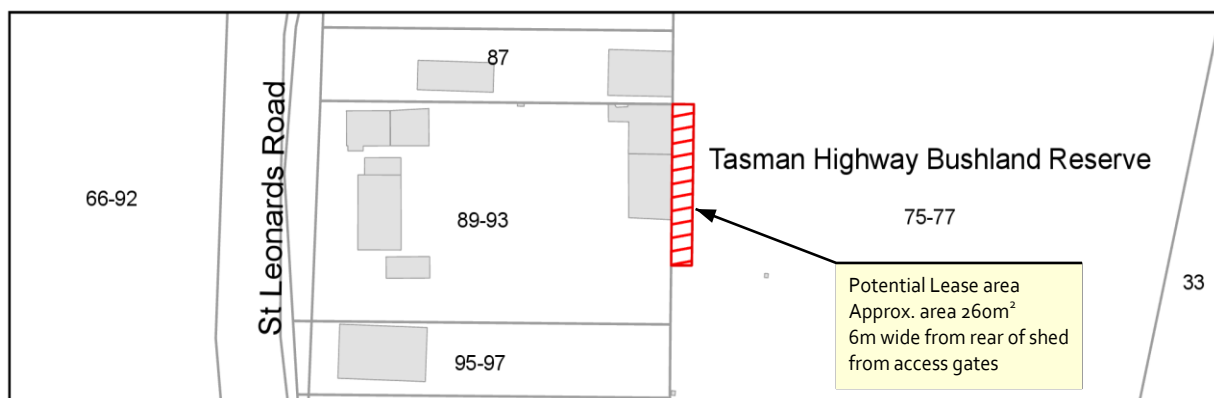 87
St Leonards Road
Tasman Highway Bushland Reserve
66-92
89-93
75-77
33
Potential Lease area
Approx. area 260m²
6m wide from rear of shed
from access gates
95-97